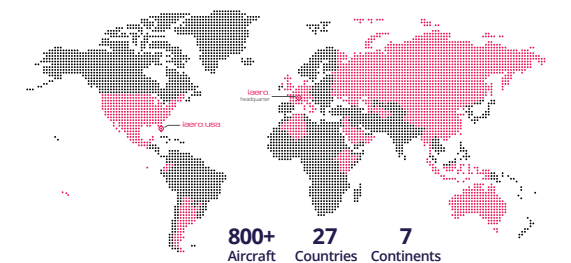 iaero.
headquarter
iaero usa
800+ 27 7
Aircraft Countries Continents